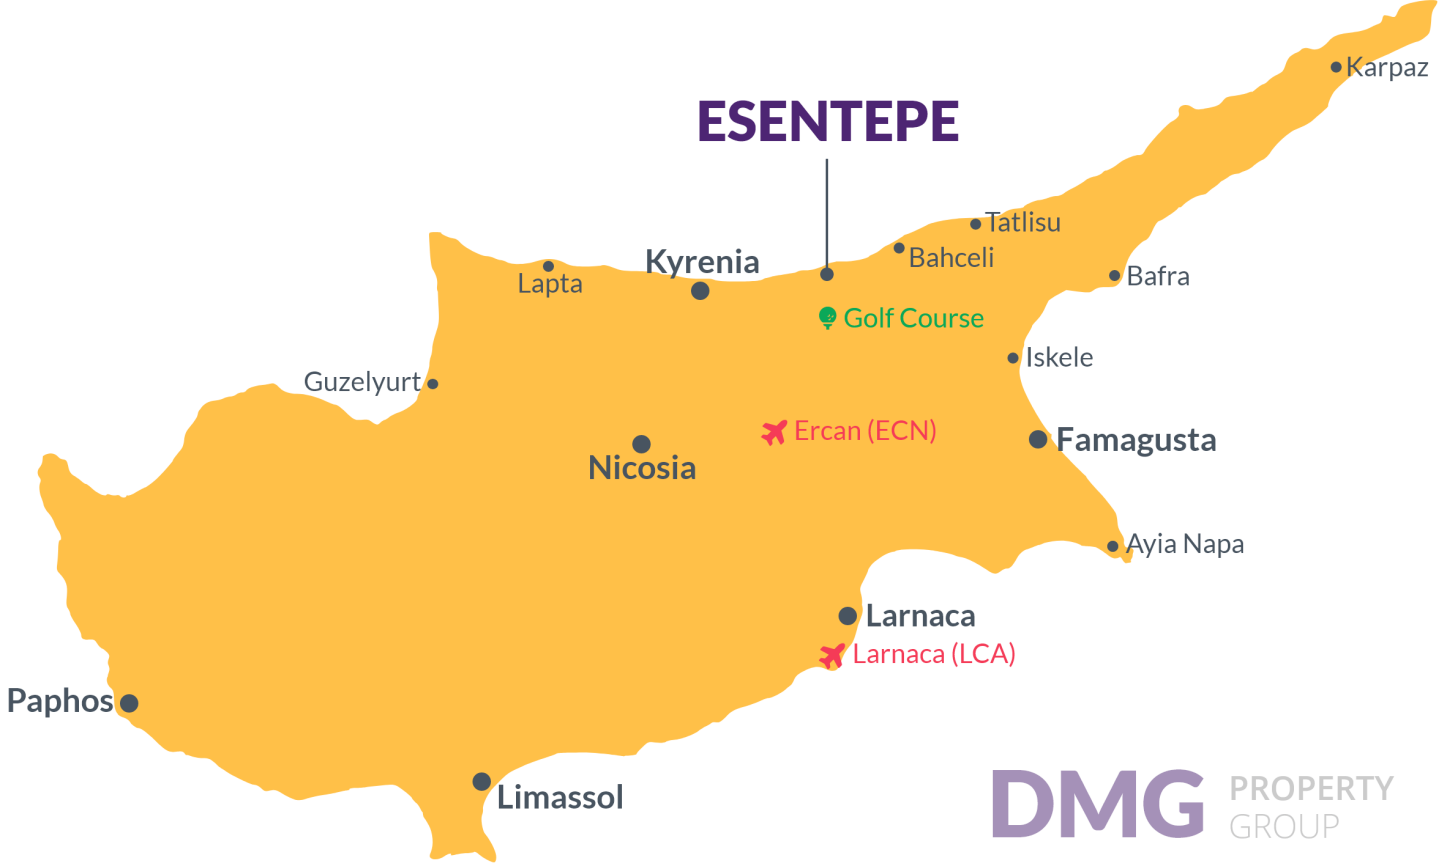 Karpaz
ESENTEPE
Tatlisu
Bahceli
Kyrenia
Lapta
Bafra
Golf Course
Iskele
Guzelyurt
Ercan (ECN)
Famagusta
Nicosia
Ayia Napa
Larnaca
Larnaca (LCA)
Paphos
Limassol
DMG PROPERTY
GROUP